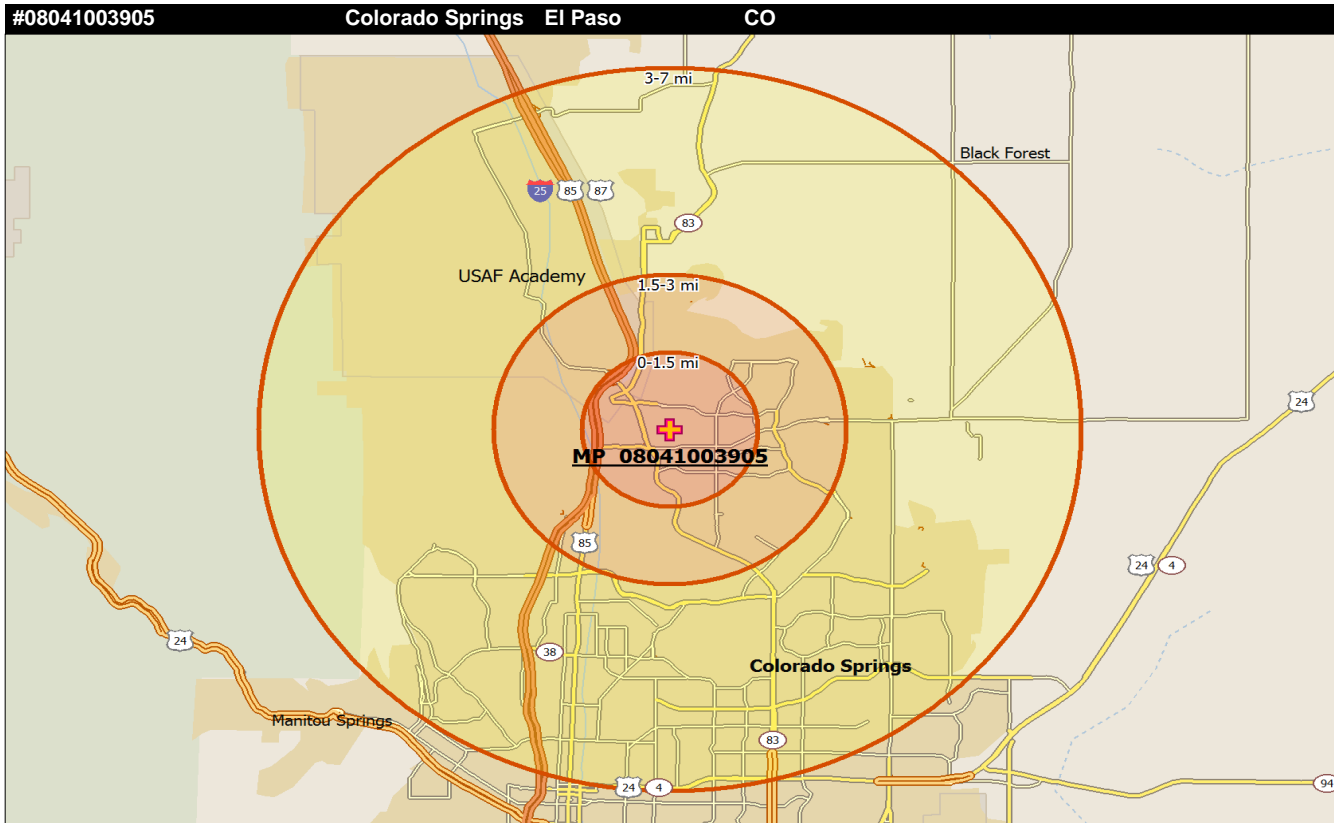 #08041003905 Colorado Springs El Paso CO
3-7 mi
Black Forest
25 85 87
83
USAF Academy
1.5-3 mi
0-1.5 mi
24
MP 08041003905
85
24 4
24
38
Colorado Springs
Manitou Springs
83
24 4
94